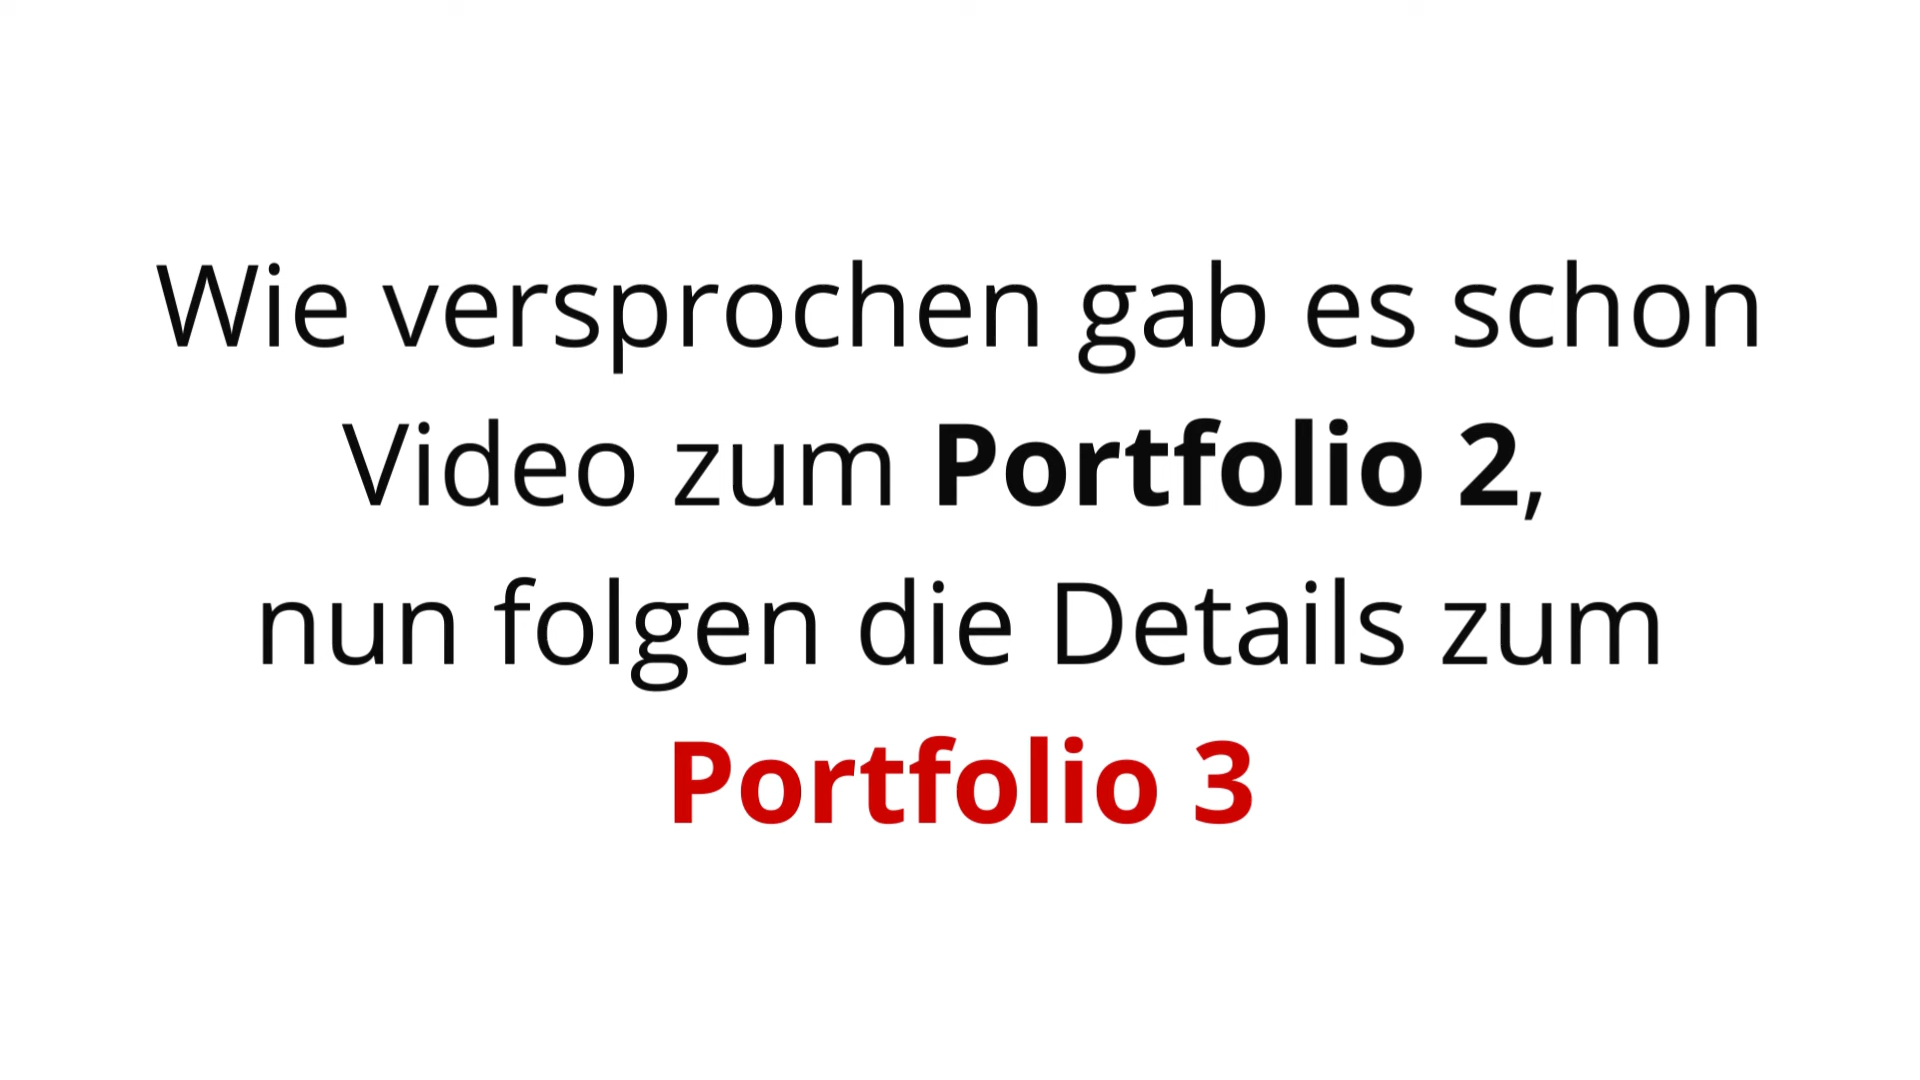 Wie versprochen gab es schon
Video zum Portfolio 2,
nun folgen die Details zum
Portfolio 3